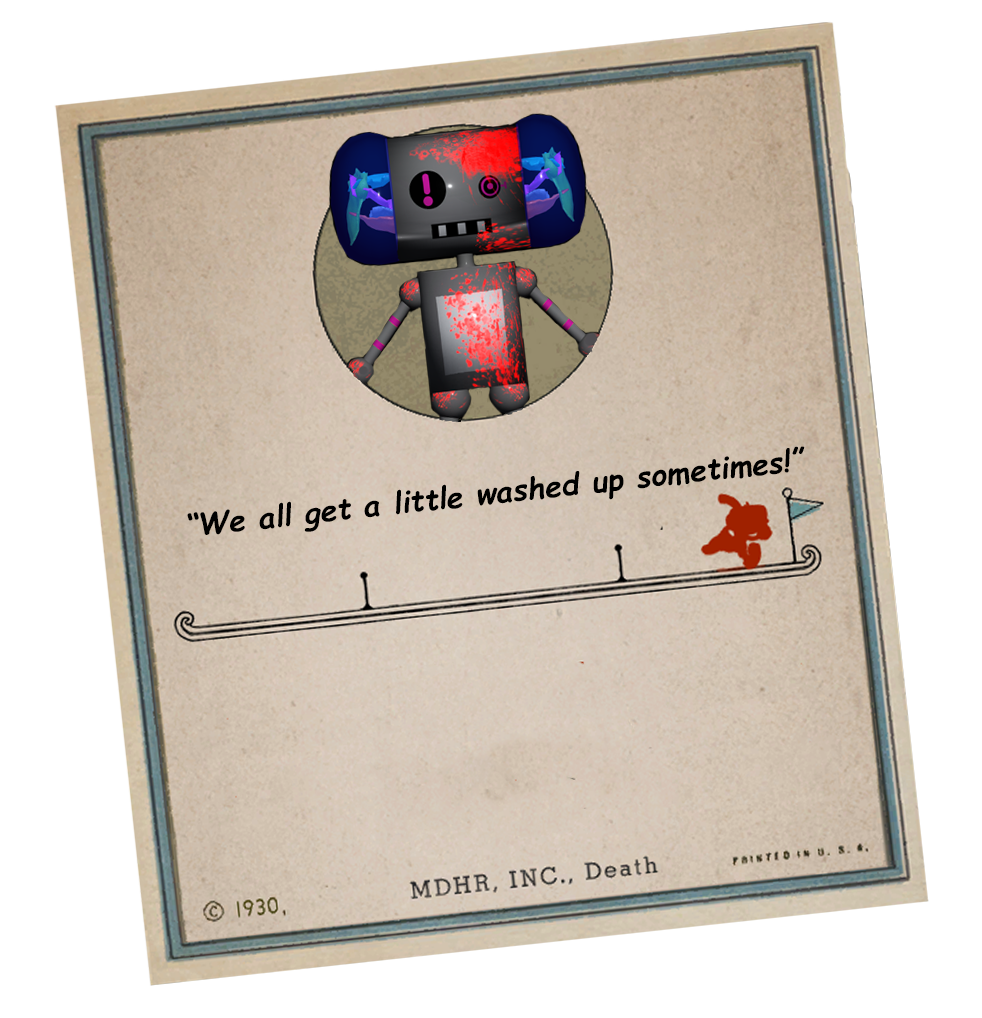 “We all get a little washed up sometimes!”
MDHR, INC., Death
PRINTED IN U. S. A.
© 1930,